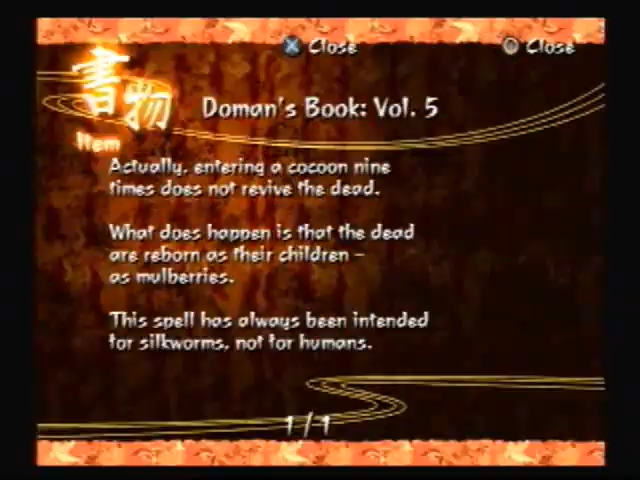 Close
Close
書物
Item
Doman's Book: Vol. 5
Actually, entering a cocoon nine
times does not revive the dead.
What does happen is that the dead
are reborn as their children -
as mulberries.
This spell has always been intended
for silkworms, not for humans.
1/1